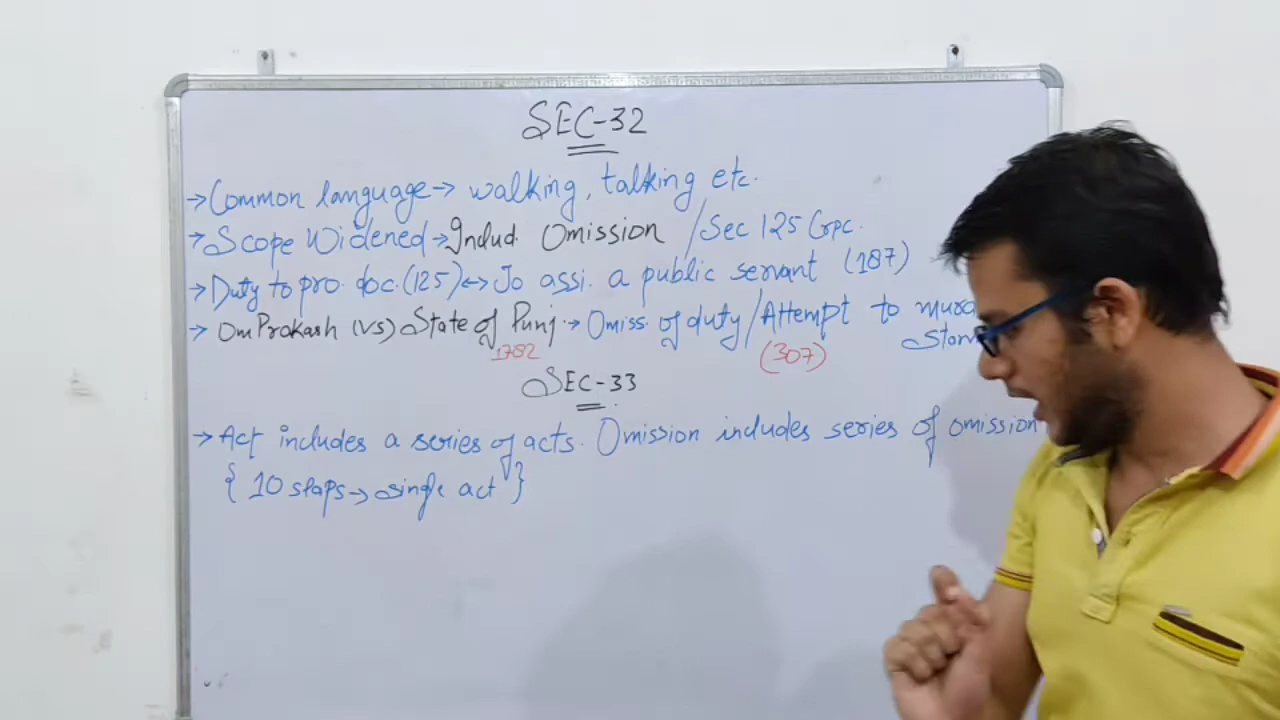 SEC-32
→ Common language → walking, talking etc.
→ Scope Widened → Includ. Omission / Sec 125 Crpc.
→ Duty to pro. doc. (125) ↔ To assi. a public servant (187)
→ Om Prakash (VS) State of Punj. → Omiss. of duty / Attempt to
1782 (307)
SEC-33
→ Act includes a series of acts. Omission includes series of omission
{ 10 slaps → single act }